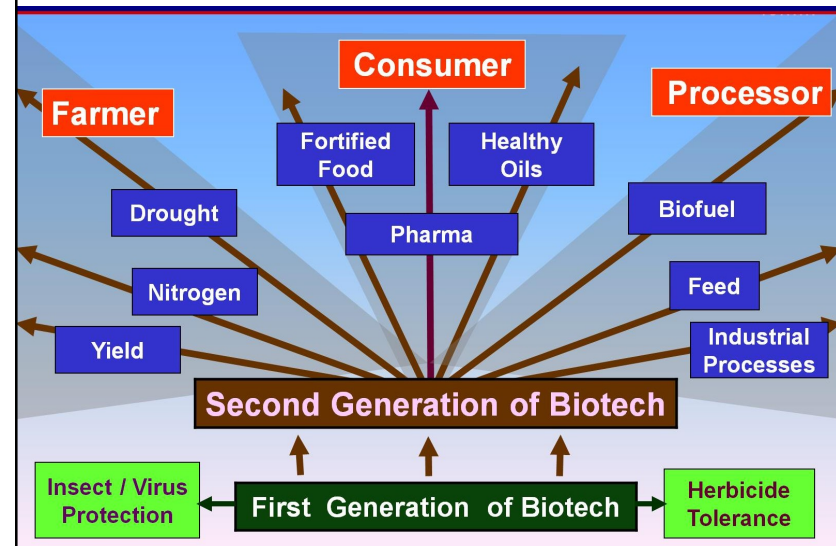 Consumer
Farmer
Processor
Fortified
Food
Healthy
Oils
Drought
Pharma
Biofuel
Nitrogen
Feed
Yield
Industrial
Processes
Second Generation of Biotech
Insect / Virus
Protection
First Generation of Biotech
Herbicide
Tolerance